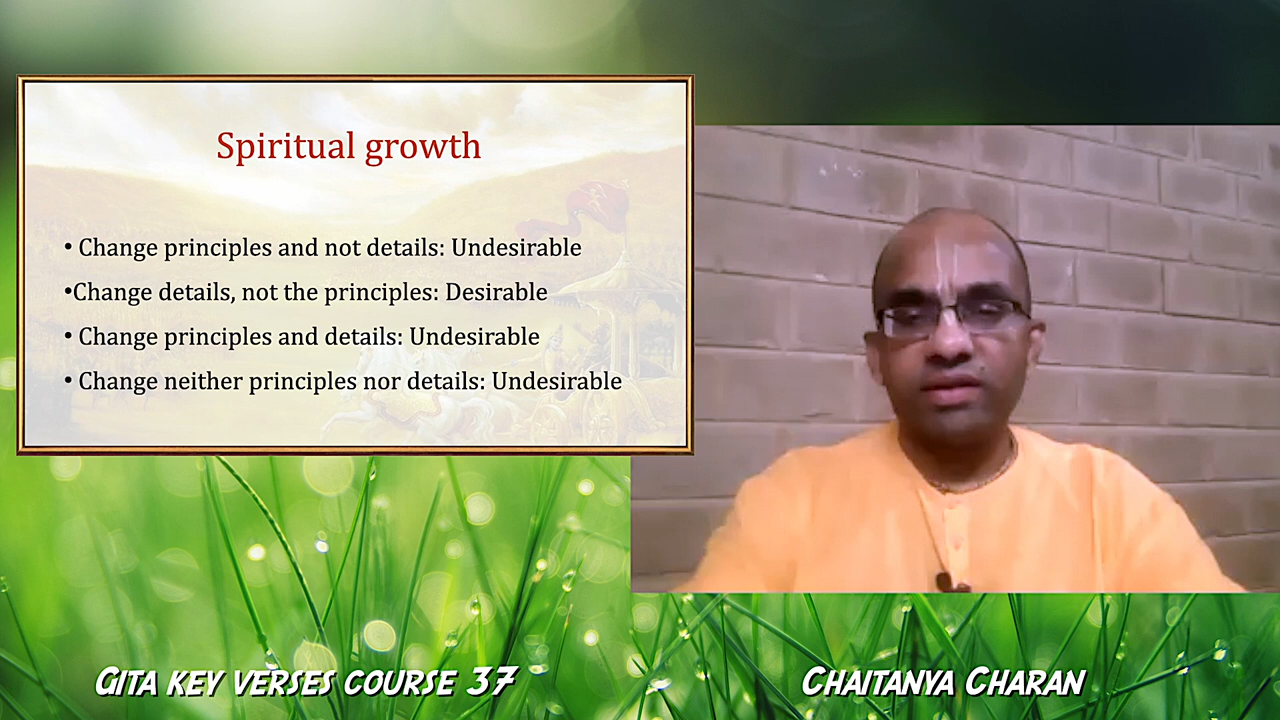 Spiritual growth
• Change principles and not details: Undesirable
•Change details, not the principles: Desirable
• Change principles and details: Undesirable
• Change neither principles nor details: Undesirable
Gita key verses course 37
Chaitanya Charan